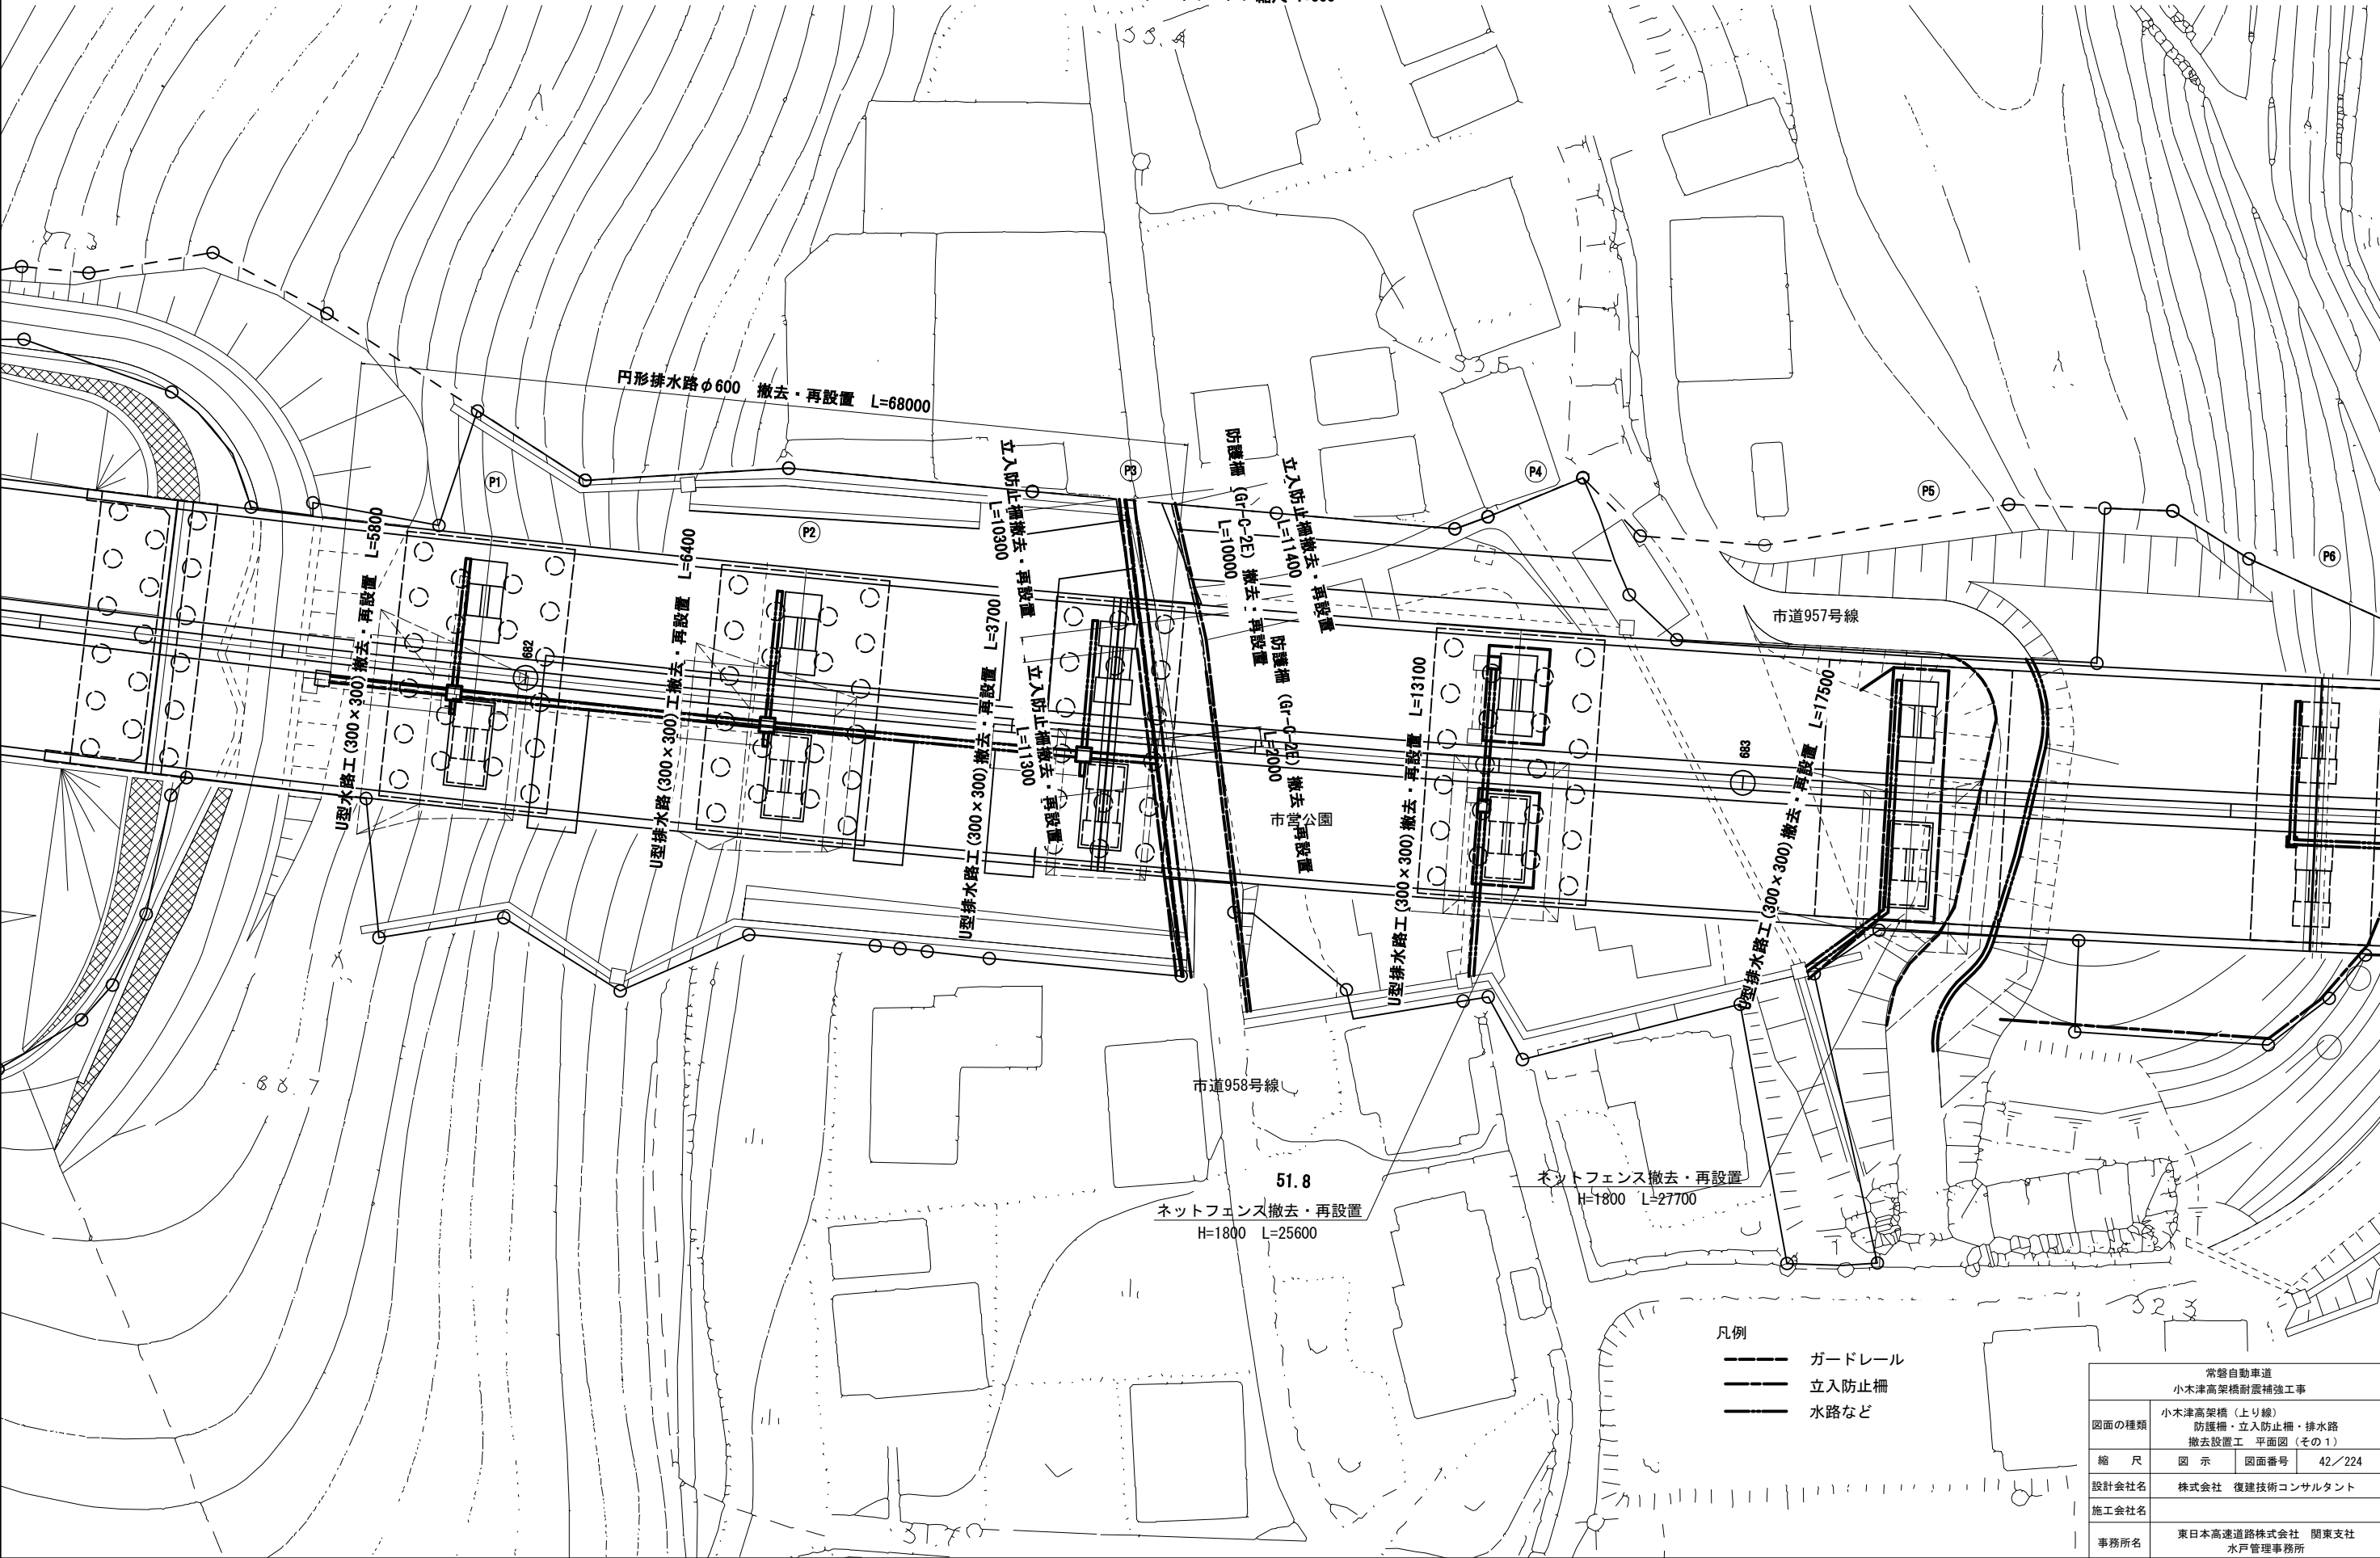 円形排水路φ600 撤去・再設置 L=68000
P1
P2
P3
P4
P5
P6
682
683
U型水路工(300×300)撤去・再設置 L=5800
U型排水路(300×300)工撤去・再設置 L=6400
U型排水路工(300×300)撤去・再設置 L=3700
立入防止柵撤去・再設置
L=10300
立入防止柵撤去・再設置
L=11300
防護柵 (Gr-C-2E) 撤去・再設置
L=10000
立入防止柵撤去・再設置
L=11400
防護柵 (Gr-C-2E) 撤去・再設置
L=2000
U型排水路工(300×300)撤去・再設置 L=13100
U型排水路工(300×300)撤去・再設置 L=17500
市道957号線
市営公園
市道958号線
51.8
ネットフェンス撤去・再設置
H=1800 L=25600
ネットフェンス撤去・再設置
H=1800 L=27700
33.4
33.5
32.3
凡例
ガードレール
立入防止柵
水路など
常磐自動車道
小木津高架橋耐震補強工事
図面の種類
小木津高架橋（上り線）
防護柵・立入防止柵・排水路
撤去設置工 平面図（その１）
縮 尺 図 示 図面番号 42／224
設計会社名 株式会社 復建技術コンサルタント
施工会社名
事務所名
東日本高速道路株式会社 関東支社
水戸管理事務所